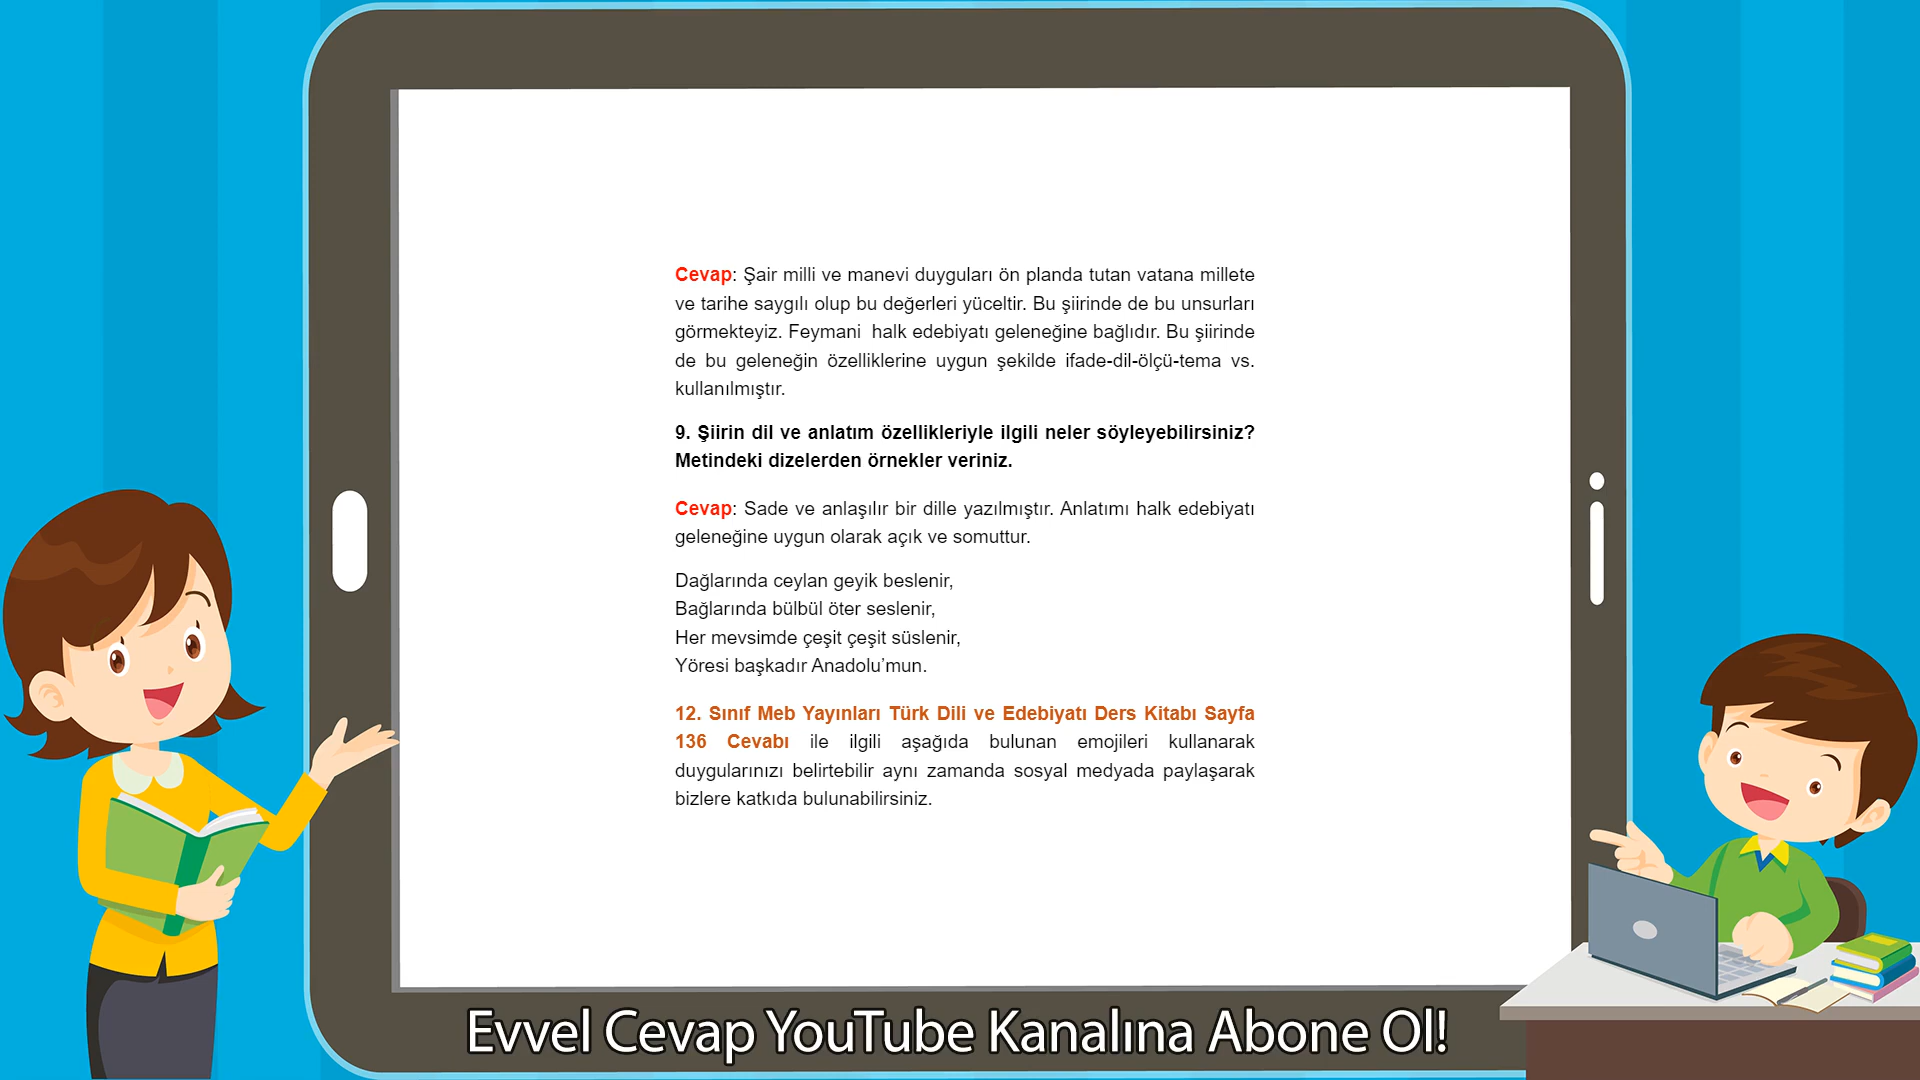 Cevap: Şair milli ve manevi duyguları ön planda tutan vatana millete
ve tarihe saygılı olup bu değerleri yüceltir. Bu şiirinde de bu unsurları
görmekteyiz. Feymani  halk edebiyatı geleneğine bağlıdır. Bu şiirinde
de bu geleneğin özelliklerine uygun şekilde ifade-dil-ölçü-tema vs.
kullanılmıştır.
9. Şiirin dil ve anlatım özellikleriyle ilgili neler söyleyebilirsiniz?
Metindeki dizelerden örnekler veriniz.
Cevap: Sade ve anlaşılır bir dille yazılmıştır. Anlatımı halk edebiyatı
geleneğine uygun olarak açık ve somuttur.
Dağlarında ceylan geyik beslenir,
Bağlarında bülbül öter seslenir,
Her mevsimde çeşit çeşit süslenir,
Yöresi başkadır Anadolu’mun.
12. Sınıf Meb Yayınları Türk Dili ve Edebiyatı Ders Kitabı Sayfa
136 Cevabı ile ilgili aşağıda bulunan emojileri kullanarak
duygularınızı belirtebilir aynı zamanda sosyal medyada paylaşarak
bizlere katkıda bulunabilirsiniz.
Evvel Cevap YouTube Kanalına Abone Ol!